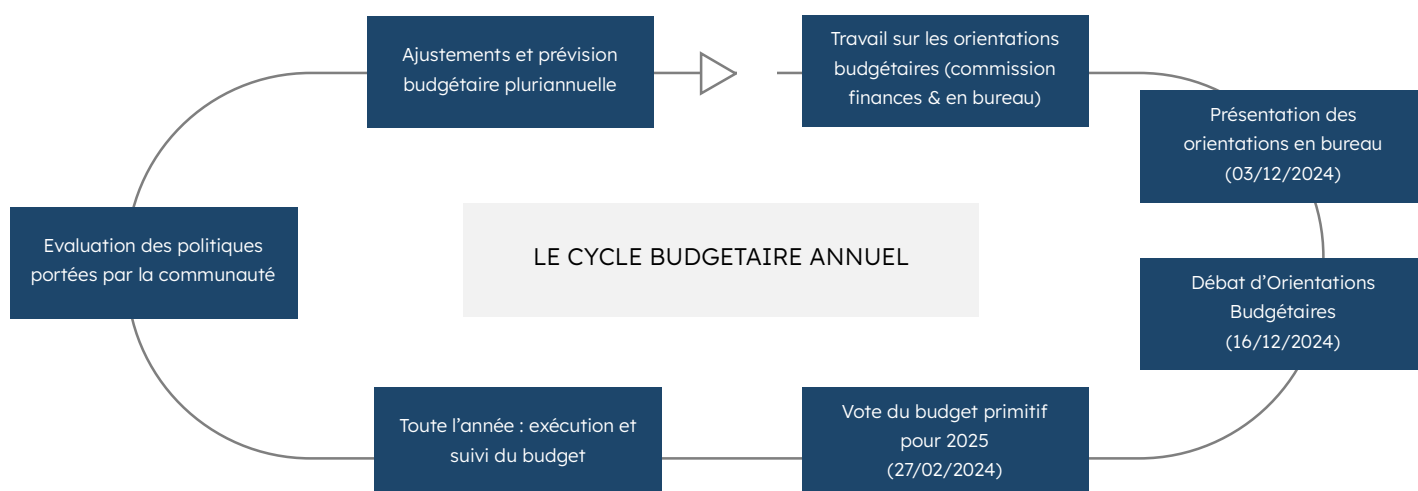 Ajustements et prévision
budgétaire pluriannuelle
Travail sur les orientations
budgétaires (commission
finances & en bureau)
Présentation des
orientations en bureau
(03/12/2024)
Evaluation des politiques
portées par la communauté
LE CYCLE BUDGETAIRE ANNUEL
Débat d’Orientations
Budgétaires
(16/12/2024)
Toute l’année : exécution et
suivi du budget
Vote du budget primitif
pour 2025
(27/02/2024)